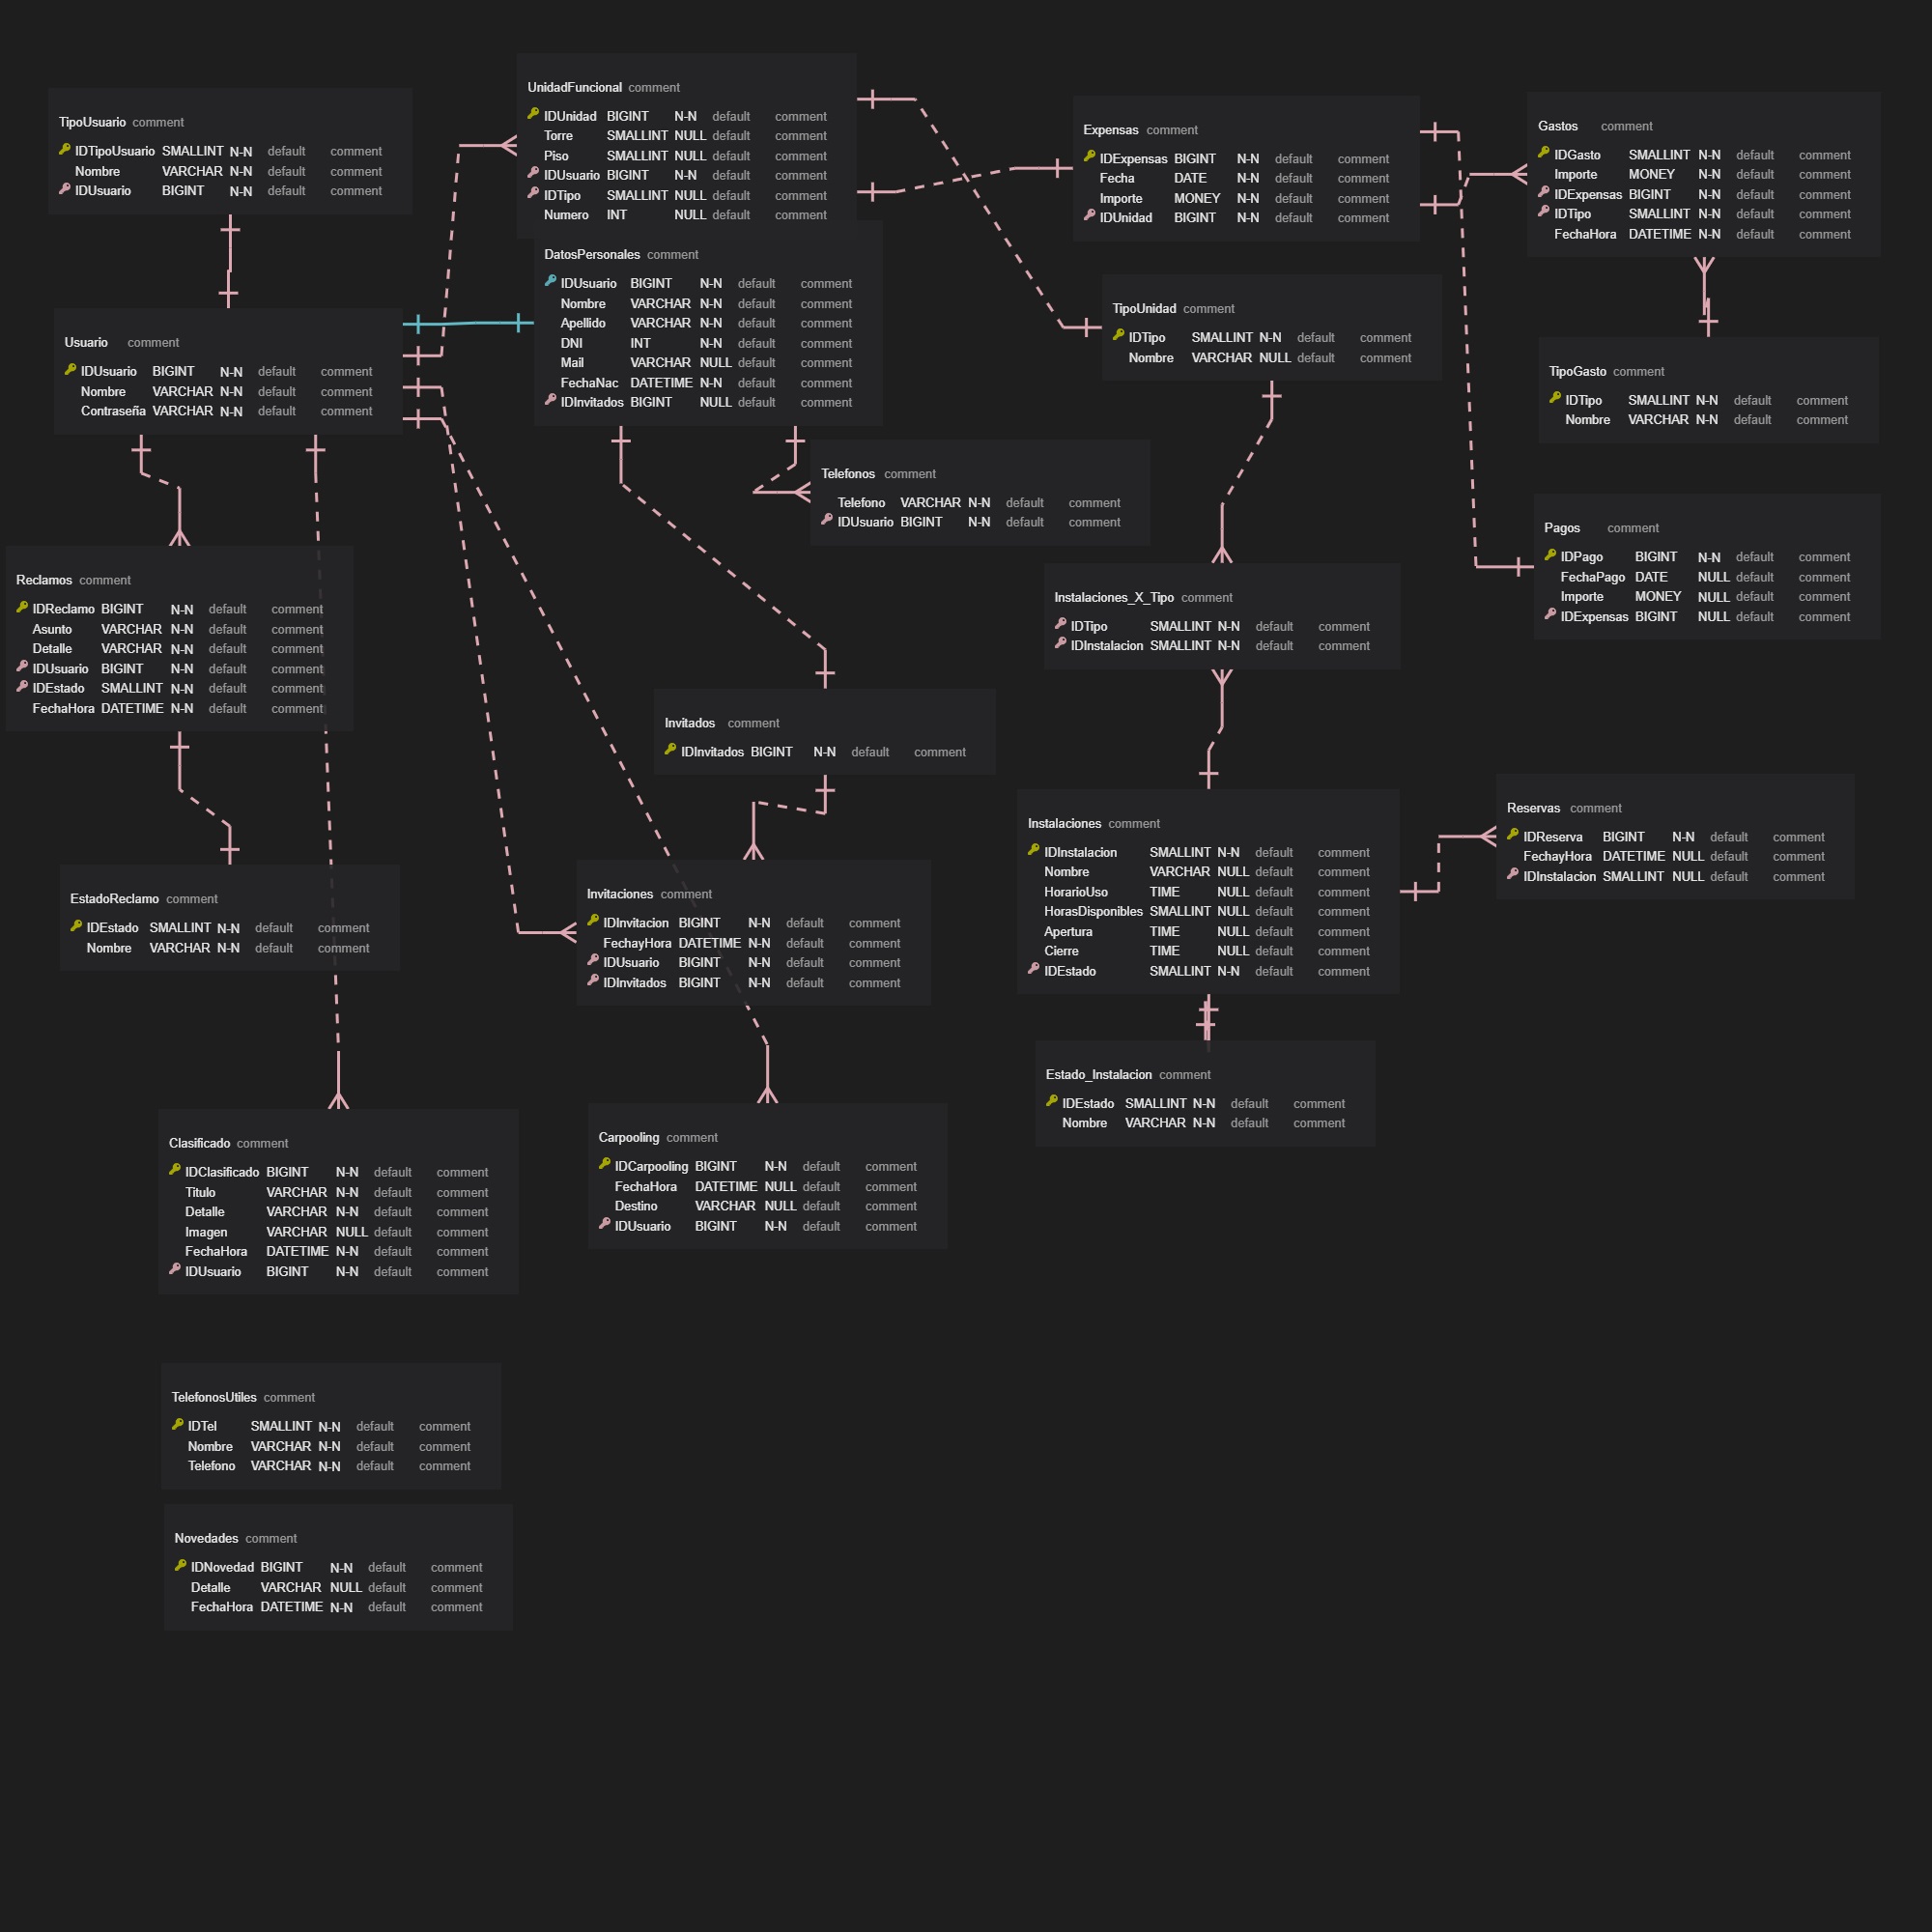 TipoUsuario comment
IDTipoUsuario SMALLINT N-N default comment
Nombre VARCHAR N-N default comment
IDUsuario BIGINT N-N default comment
UnidadFuncional comment
IDUnidad BIGINT N-N default comment
Torre SMALLINT NULL default comment
Piso SMALLINT NULL default comment
IDUsuario BIGINT N-N default comment
IDTipo SMALLINT NULL default comment
Numero INT NULL default comment
Expensas comment
IDExpensas BIGINT N-N default comment
Fecha DATE N-N default comment
Importe MONEY N-N default comment
IDUnidad BIGINT N-N default comment
Gastos comment
IDGasto SMALLINT N-N default comment
Importe MONEY N-N default comment
IDExpensas BIGINT N-N default comment
IDTipo SMALLINT N-N default comment
FechaHora DATETIME N-N default comment
Usuario comment
IDUsuario BIGINT N-N default comment
Nombre VARCHAR N-N default comment
Contraseña VARCHAR N-N default comment
DatosPersonales comment
IDUsuario BIGINT N-N default comment
Nombre VARCHAR N-N default comment
Apellido VARCHAR N-N default comment
DNI INT N-N default comment
Mail VARCHAR NULL default comment
FechaNac DATETIME N-N default comment
IDInvitados BIGINT NULL default comment
TipoUnidad comment
IDTipo SMALLINT N-N default comment
Nombre VARCHAR NULL default comment
TipoGasto comment
IDTipo SMALLINT N-N default comment
Nombre VARCHAR N-N default comment
Telefonos comment
Telefono VARCHAR N-N default comment
IDUsuario BIGINT N-N default comment
Pagos comment
IDPago BIGINT N-N default comment
FechaPago DATE NULL default comment
Importe MONEY NULL default comment
IDExpensas BIGINT NULL default comment
Reclamos comment
IDReclamo BIGINT N-N default comment
Asunto VARCHAR N-N default comment
Detalle VARCHAR N-N default comment
IDUsuario BIGINT N-N default comment
IDEstado SMALLINT N-N default comment
FechaHora DATETIME N-N default comment
Instalaciones_X_Tipo comment
IDTipo SMALLINT N-N default comment
IDInstalacion SMALLINT N-N default comment
Invitados comment
IDInvitados BIGINT N-N default comment
Instalaciones comment
IDInstalacion SMALLINT N-N default comment
Nombre VARCHAR NULL default comment
HorarioUso TIME NULL default comment
HorasDisponibles SMALLINT NULL default comment
Apertura TIME NULL default comment
Cierre TIME NULL default comment
IDEstado SMALLINT N-N default comment
Reservas comment
IDReserva BIGINT N-N default comment
FechayHora DATETIME NULL default comment
IDInstalacion SMALLINT NULL default comment
EstadoReclamo comment
IDEstado SMALLINT N-N default comment
Nombre VARCHAR N-N default comment
Invitaciones comment
IDInvitacion BIGINT N-N default comment
FechayHora DATETIME N-N default comment
IDUsuario BIGINT N-N default comment
IDInvitados BIGINT N-N default comment
Estado_Instalacion comment
IDEstado SMALLINT N-N default comment
Nombre VARCHAR N-N default comment
Clasificado comment
IDClasificado BIGINT N-N default comment
Titulo VARCHAR N-N default comment
Detalle VARCHAR N-N default comment
Imagen VARCHAR NULL default comment
FechaHora DATETIME N-N default comment
IDUsuario BIGINT N-N default comment
Carpooling comment
IDCarpooling BIGINT N-N default comment
FechaHora DATETIME NULL default comment
Destino VARCHAR NULL default comment
IDUsuario BIGINT N-N default comment
TelefonosUtiles comment
IDTel SMALLINT N-N default comment
Nombre VARCHAR N-N default comment
Telefono VARCHAR N-N default comment
Novedades comment
IDNovedad BIGINT N-N default comment
Detalle VARCHAR NULL default comment
FechaHora DATETIME N-N default comment